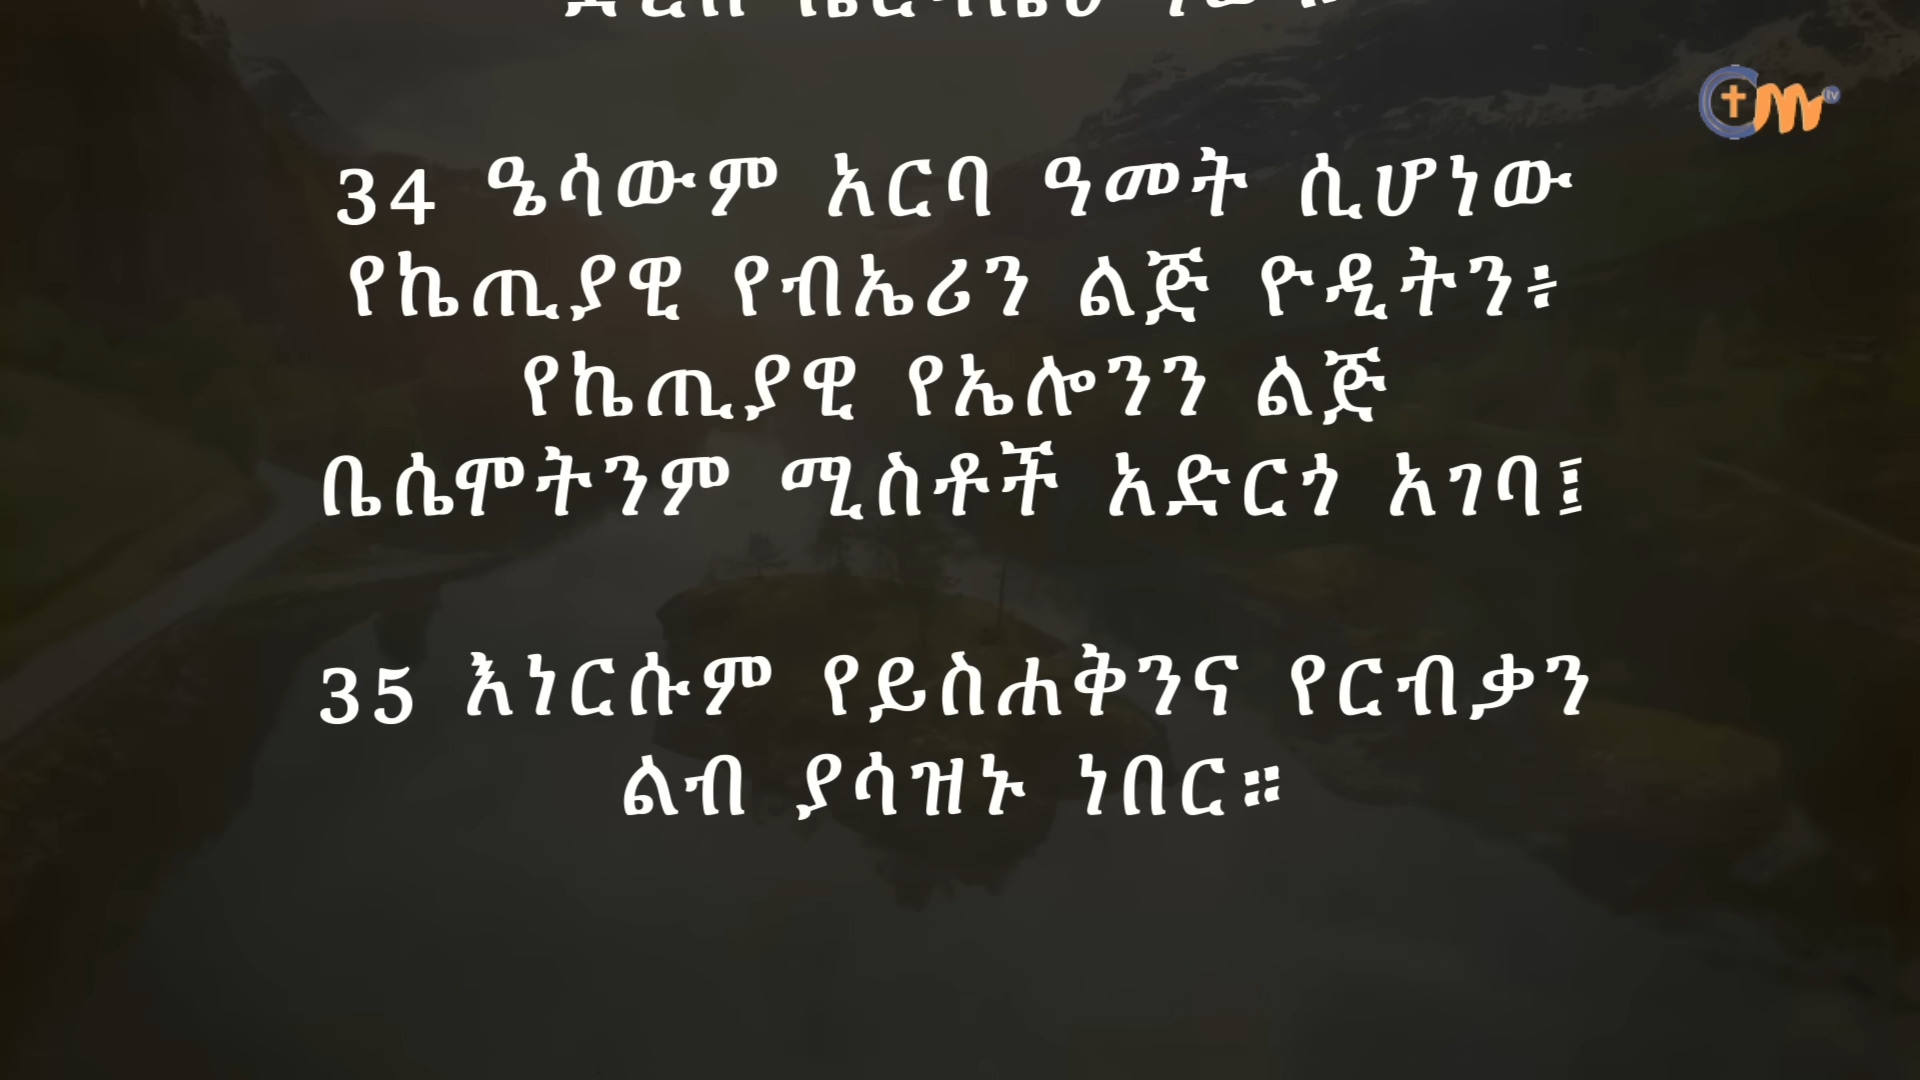 34 ዔሳውም አርባ ዓመት ሲሆነው
የኬጢያዊ የብኤሪን ልጅ ዮዲትን፥
የኬጢያዊ የኤሎንን ልጅ
ቤሴሞትንም ሚስቶች አድርጎ አገባ፤
35 እነርሱም የይስሐቅንና የርብቃን
ልብ ያሳዝኑ ነበር።